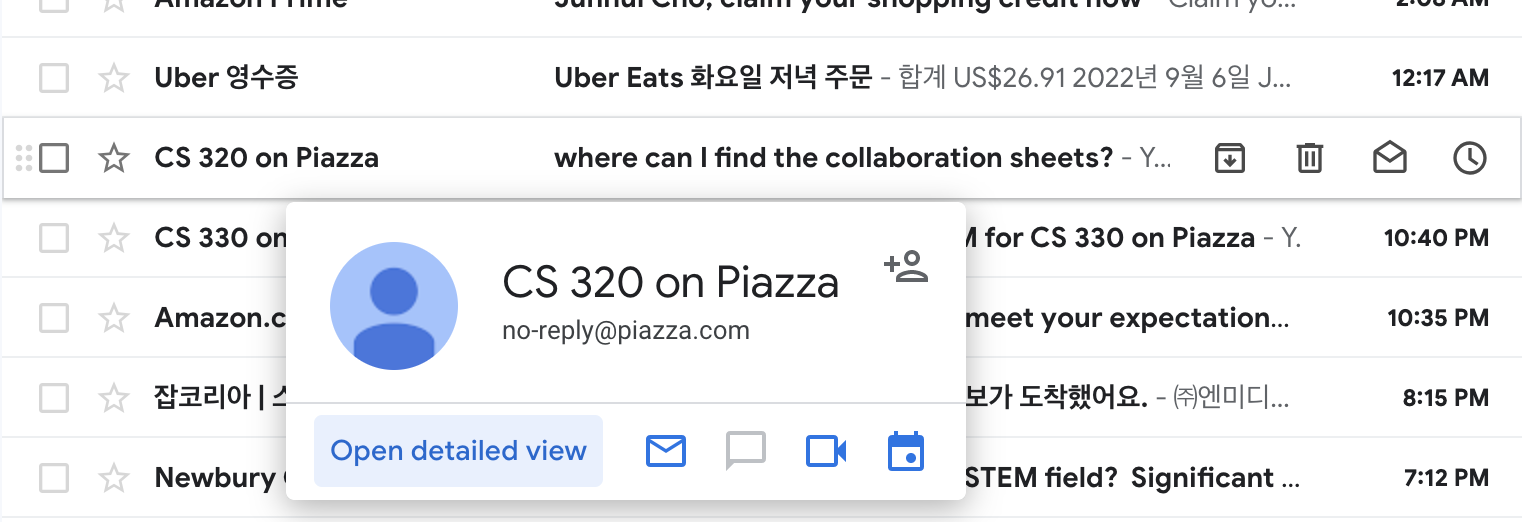 Amazon Prime Junhui Cho, claim your shopping credit now - Claim yo... 2:08 AM
Uber 영수증 Uber Eats 화요일 저녁 주문 - 합계 US$26.91 2022년 9월 6일 J... 12:17 AM
CS 320 on Piazza where can I find the collaboration sheets? - Y...
CS 330 on M for CS 330 on Piazza - Y. 10:40 PM
CS 320 on Piazza
no-reply@piazza.com
Amazon.c meet your expectation... 10:35 PM
잡코리아 | 보가 도착했어요. - ㈜엔미디... 8:15 PM
Open detailed view
Newbury STEM field? Significant ... 7:12 PM